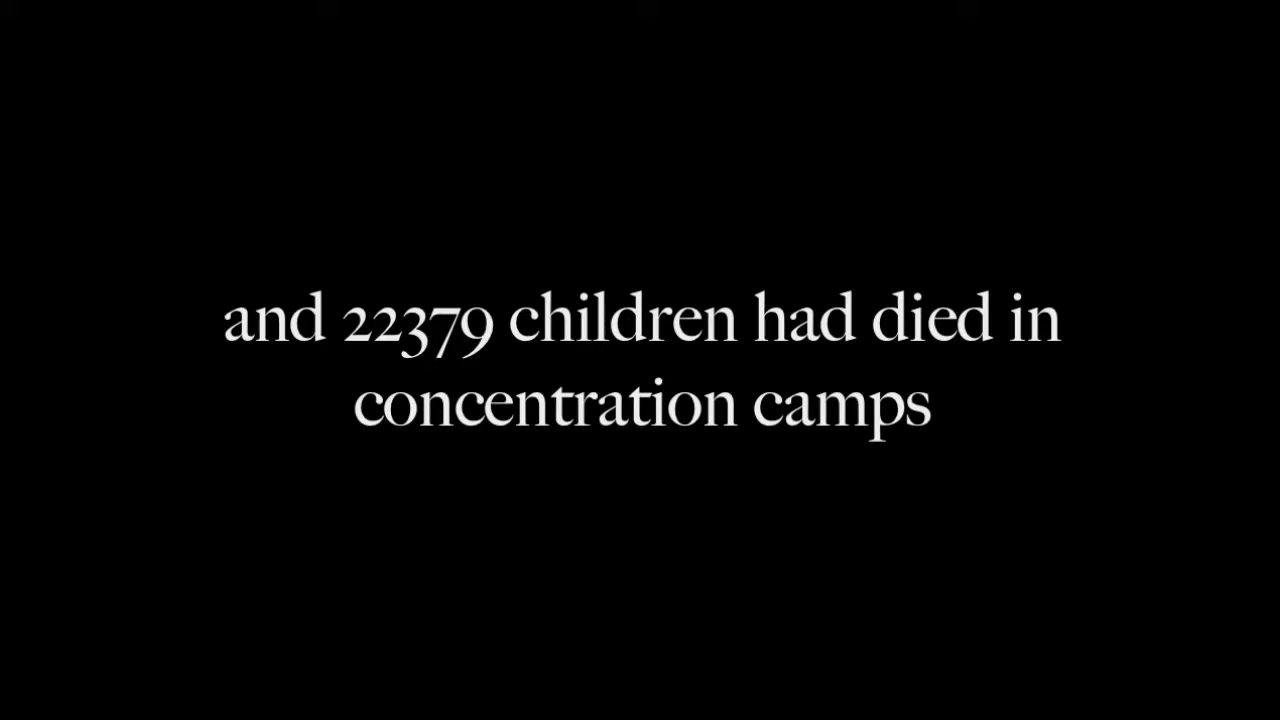 and 22379 children had died in
concentration camps